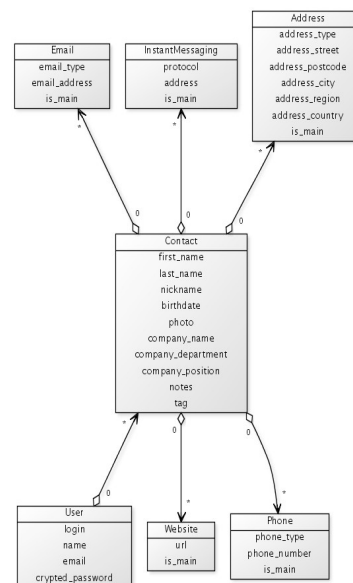 Address
address_type
address_street
address_postcode
address_city
address_region
address_country
is_main
Email
email_type
email_address
is_main
InstantMessaging
protocol
address
is_main
*
*
*
0
0
0
Contact
first_name
last_name
nickname
birthdate
photo
company_name
company_department
company_position
notes
tag
*
0
0
0
*
*
User
login
name
email
crypted_password
Website
url
is_main
Phone
phone_type
phone_number
is_main